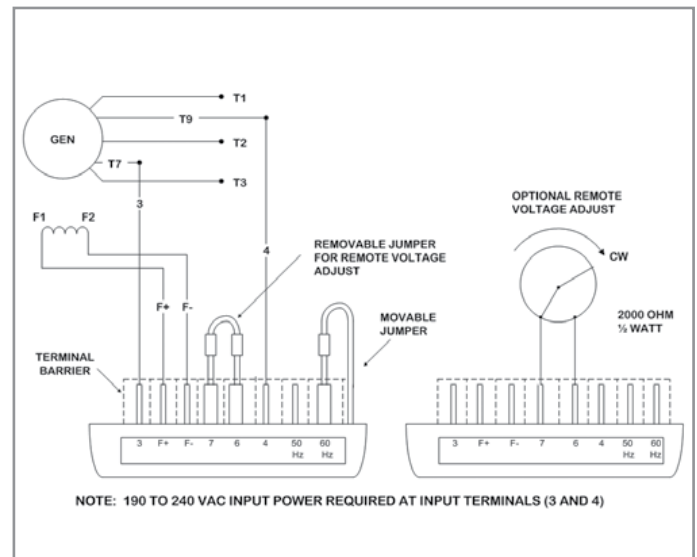 T1
T9
GEN
T2
T7
T3
3
F1
F2
4
F+
F-
REMOVABLE JUMPER
FOR REMOTE VOLTAGE
ADJUST
MOVABLE
JUMPER
TERMINAL
BARRIER
3 F+ F- 7 6 4 50 Hz 60 Hz
OPTIONAL REMOTE
VOLTAGE ADJUST
CW
2000 OHM
½ WATT
3 F+ F- 7 6 4 50 Hz 60 Hz
NOTE: 190 TO 240 VAC INPUT POWER REQUIRED AT INPUT TERMINALS (3 AND 4)